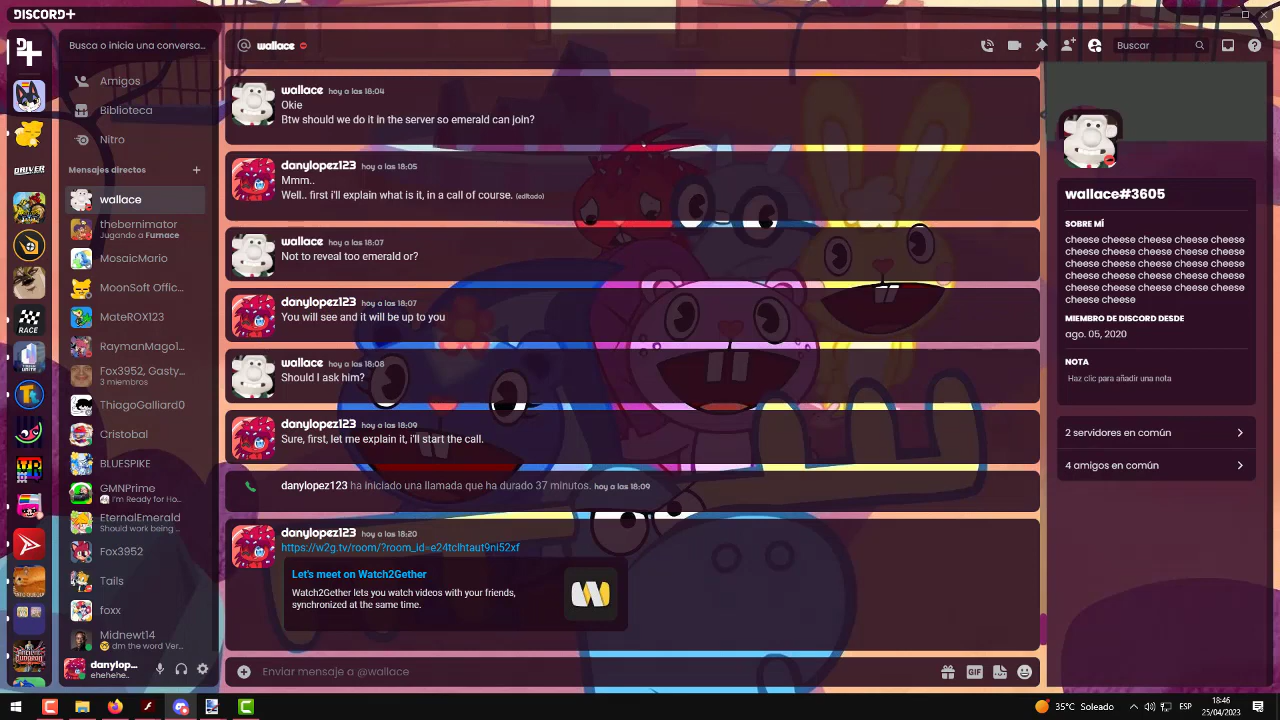 DISCORD+
Busca o inicia una conversa...
Amigos
Biblioteca
Nitro
Mensajes directos
wallace
thebernimator
Jugando a Furnace
MosaicMario
MoonSoft Offic...
MateROX123
RaymanMago1...
Fox3952, Gasty...
3 miembros
ThiagoGalliard0
Cristobal
BLUESPIKE
GMNPrime
i'm Ready for Ho...
EternalEmerald
Should work being ...
Fox3952
Tails
foxx
Midnewt14
dm the word Ver...
danylop...
ehehehe..
DRIVER
RACE
wallace
Buscar
wallace hoy a las 18:04
Okie
Btw should we do it in the server so emerald can join?
danylopez123 hoy a las 18:05
Mmm..
Well.. first i'll explain what is it, in a call of course. (editado)
wallace hoy a las 18:07
Not to reveal too emerald or?
danylopez123 hoy a las 18:07
You will see and it will be up to you
wallace hoy a las 18:08
Should I ask him?
danylopez123 hoy a las 18:09
Sure, first, let me explain it, i'll start the call.
danylopez123 ha iniciado una llamada que ha durado 37 minutos. hoy a las 18:09
danylopez123 hoy a las 18:20
https://w2g.tv/room/?room_id=e24tclhtaut9ni52xf
Let's meet on Watch2Gether
Watch2Gether lets you watch videos with your friends,
synchronized at the same time.
Enviar mensaje a @wallace
GIF
wallace#3605
SOBRE MÍ
cheese cheese cheese cheese cheese
cheese cheese cheese cheese cheese
cheese cheese cheese cheese cheese
cheese cheese cheese cheese cheese
cheese cheese cheese cheese cheese
cheese cheese
MIEMBRO DE DISCORD DESDE
ago. 05, 2020
NOTA
Haz clic para añadir una nota
2 servidores en común
4 amigos en común
35°C Soleado
ESP
18:46
25/04/2023